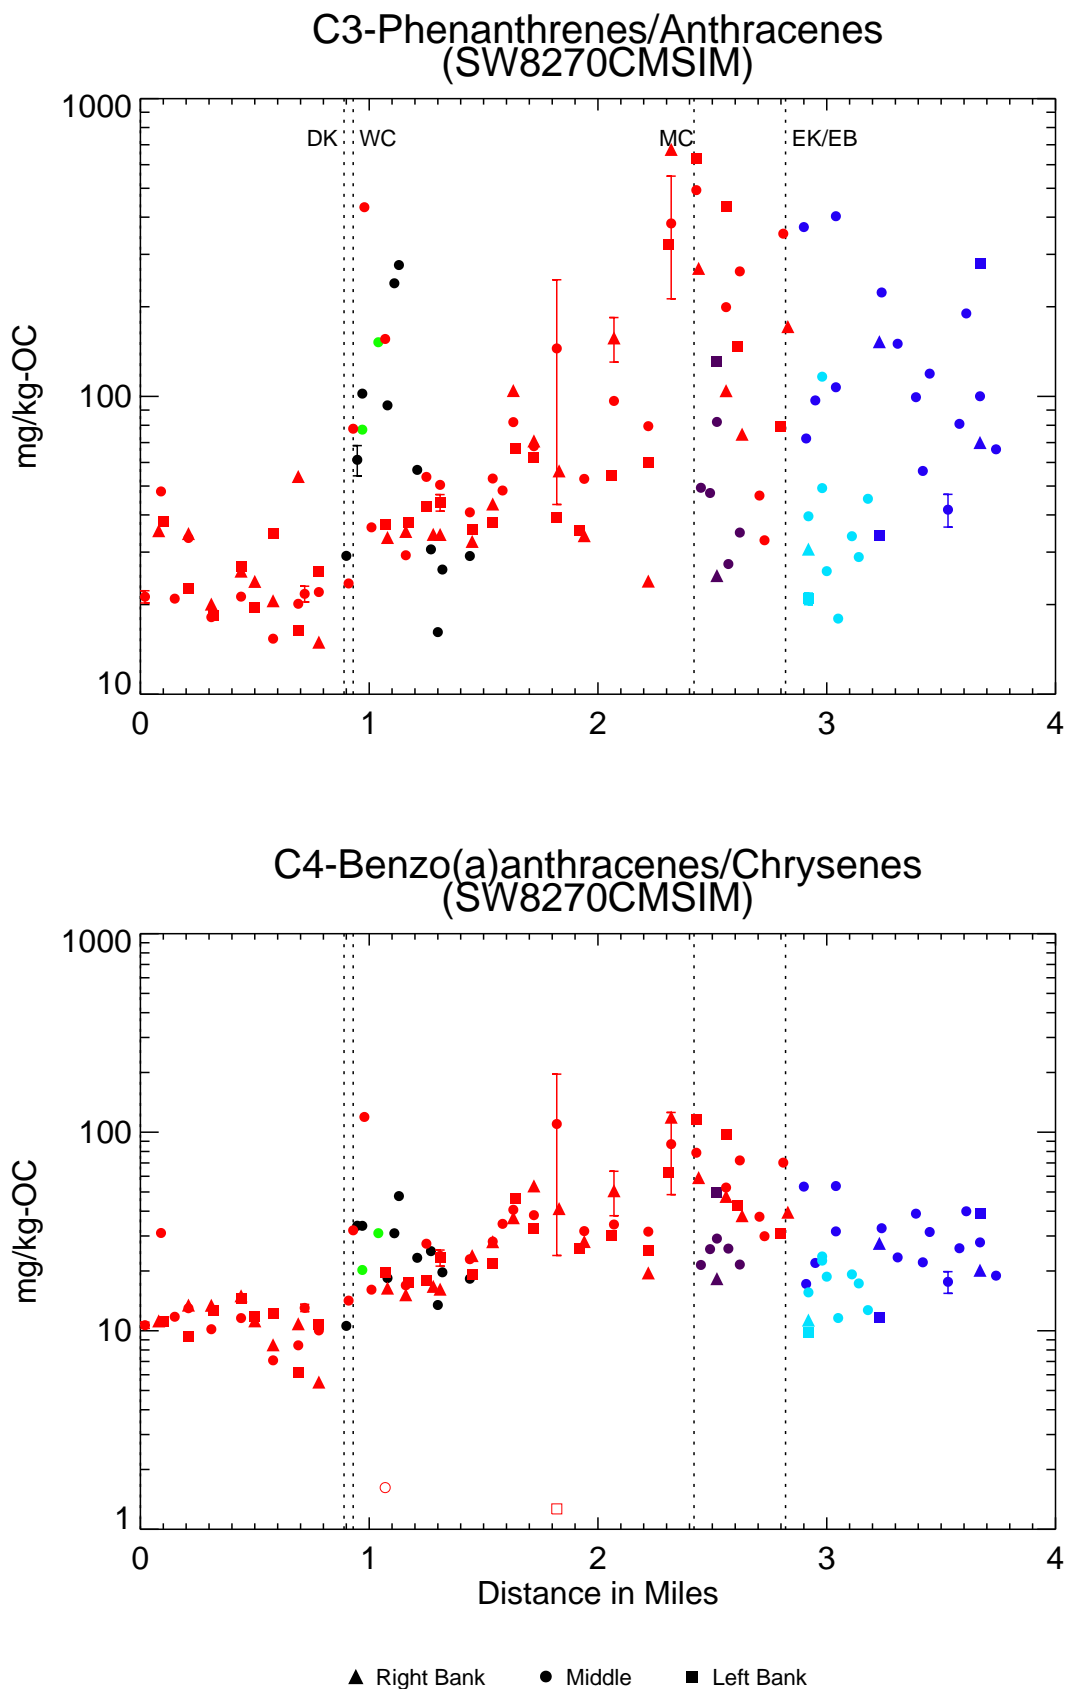 C3-Phenanthrenes/Anthracenes
(SW8270CMSIM)
1000
DK
WC
MC
EK/EB
100
mg/kg-OC
10
0
1
2
3
4
C4-Benzo(a)anthracenes/Chrysenes
(SW8270CMSIM)
1000
100
mg/kg-OC
10
1
0
1
2
3
4
Distance in Miles
Right Bank
Middle
Left Bank